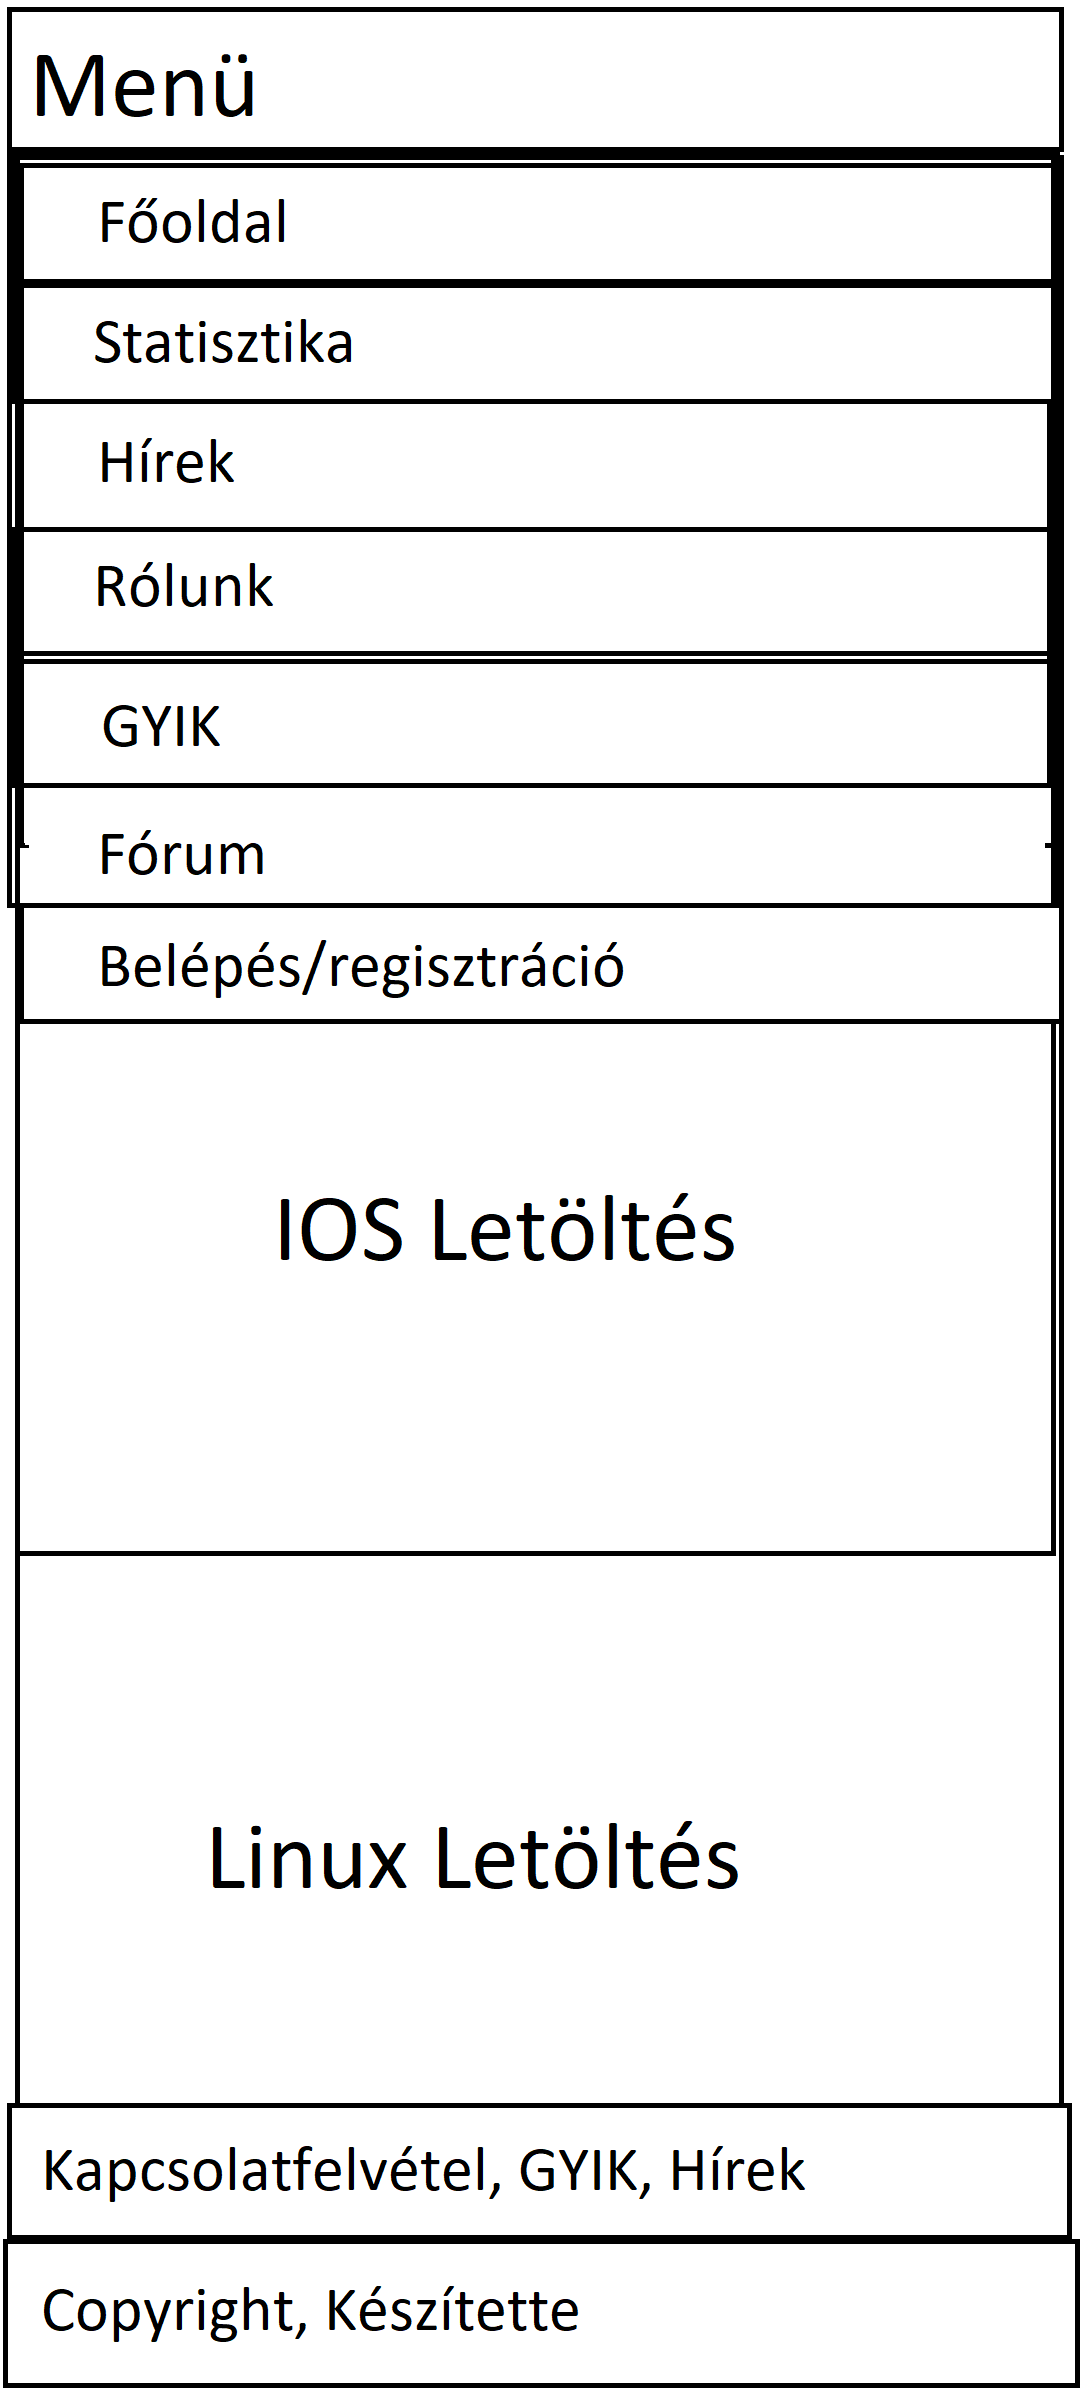 Menü
Főoldal
Statisztika
Hírek
Rólunk
GYIK
Fórum
Belépés/regisztráció
IOS Letöltés
Linux Letöltés
Kapcsolatfelvétel, GYIK, Hírek
Copyright, Készítette